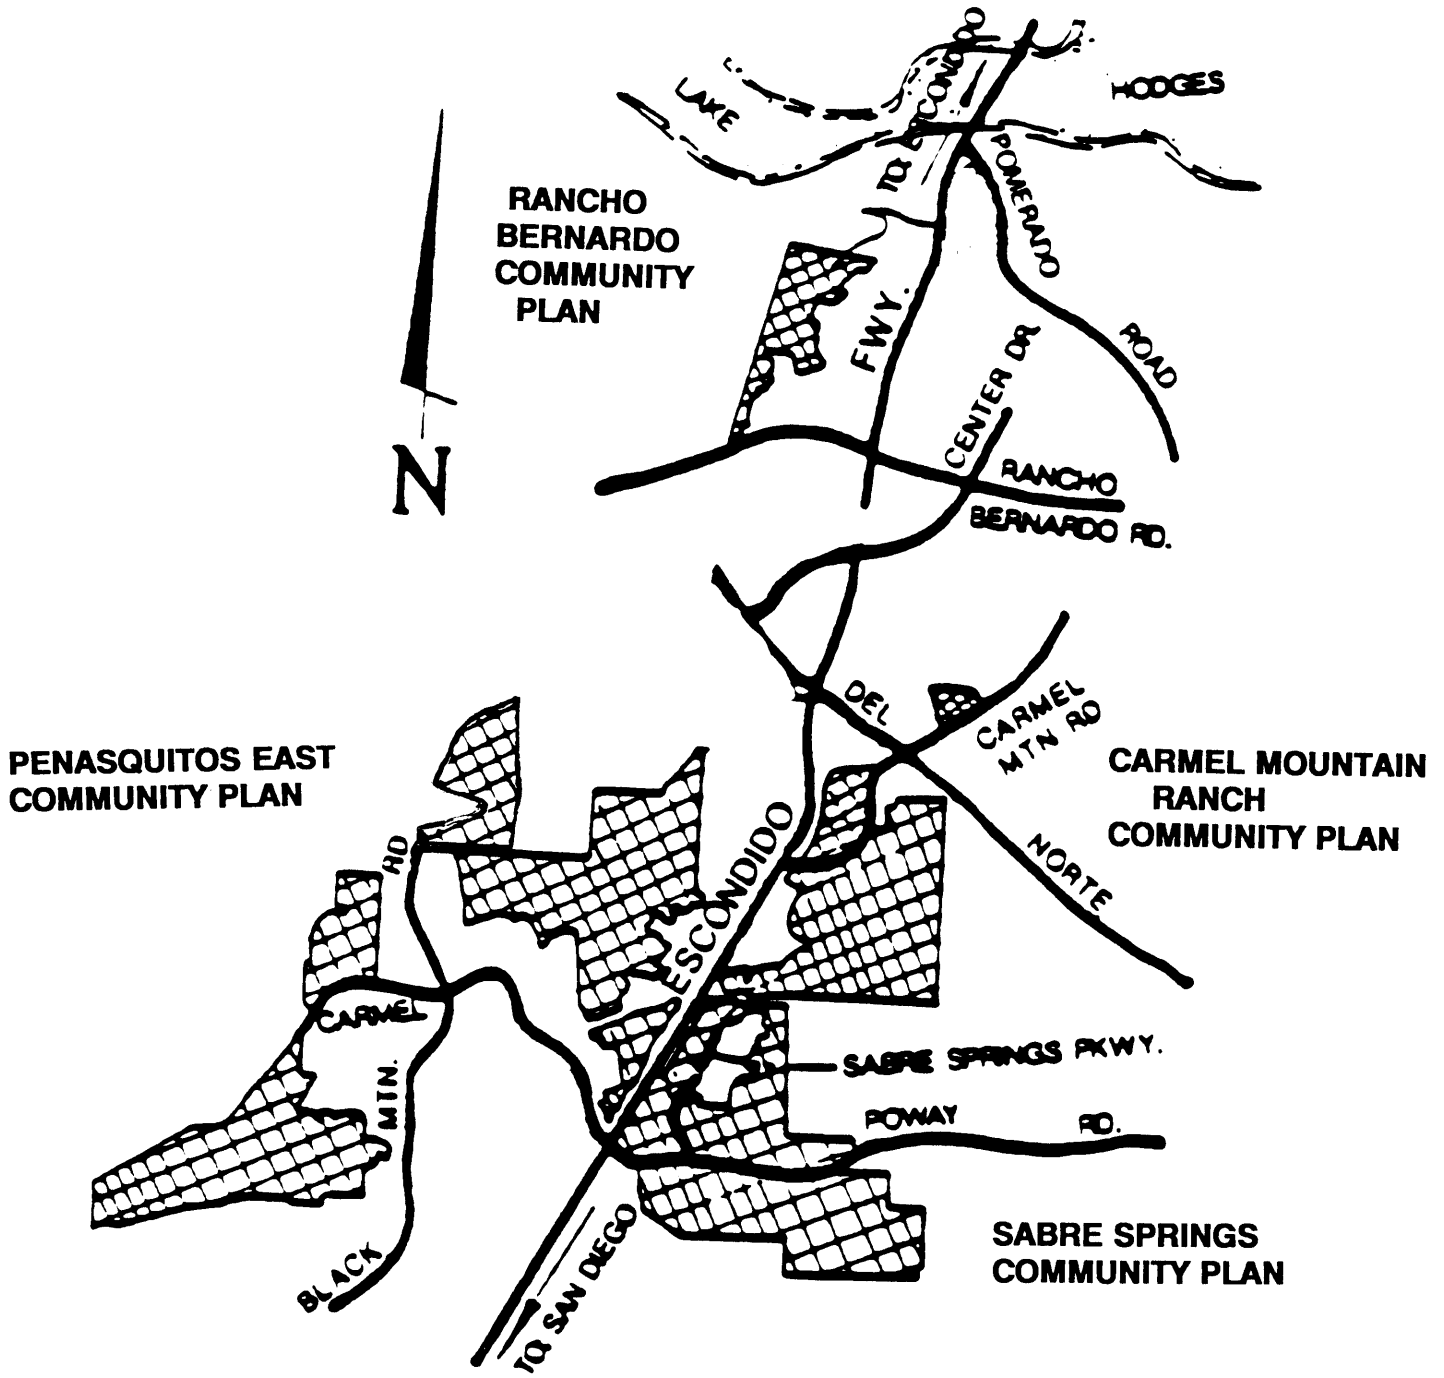 TO ESCONDIDO
LAKE
HODGES
RANCHO
BERNARDO
COMMUNITY
PLAN
POMERADO
ROAD
FWY.
CENTER DR.
N
RANCHO
BERNARDO RD.
DEL
CARMEL
MTN RD
PENASQUITOS EAST
COMMUNITY PLAN
CARMEL MOUNTAIN
RANCH
COMMUNITY PLAN
ESCONDIDO
NORTE
RD
CARMEL
MTN.
SABRE SPRINGS PKWY.
POWAY RD.
BLACK
TO SAN DIEGO
SABRE SPRINGS
COMMUNITY PLAN